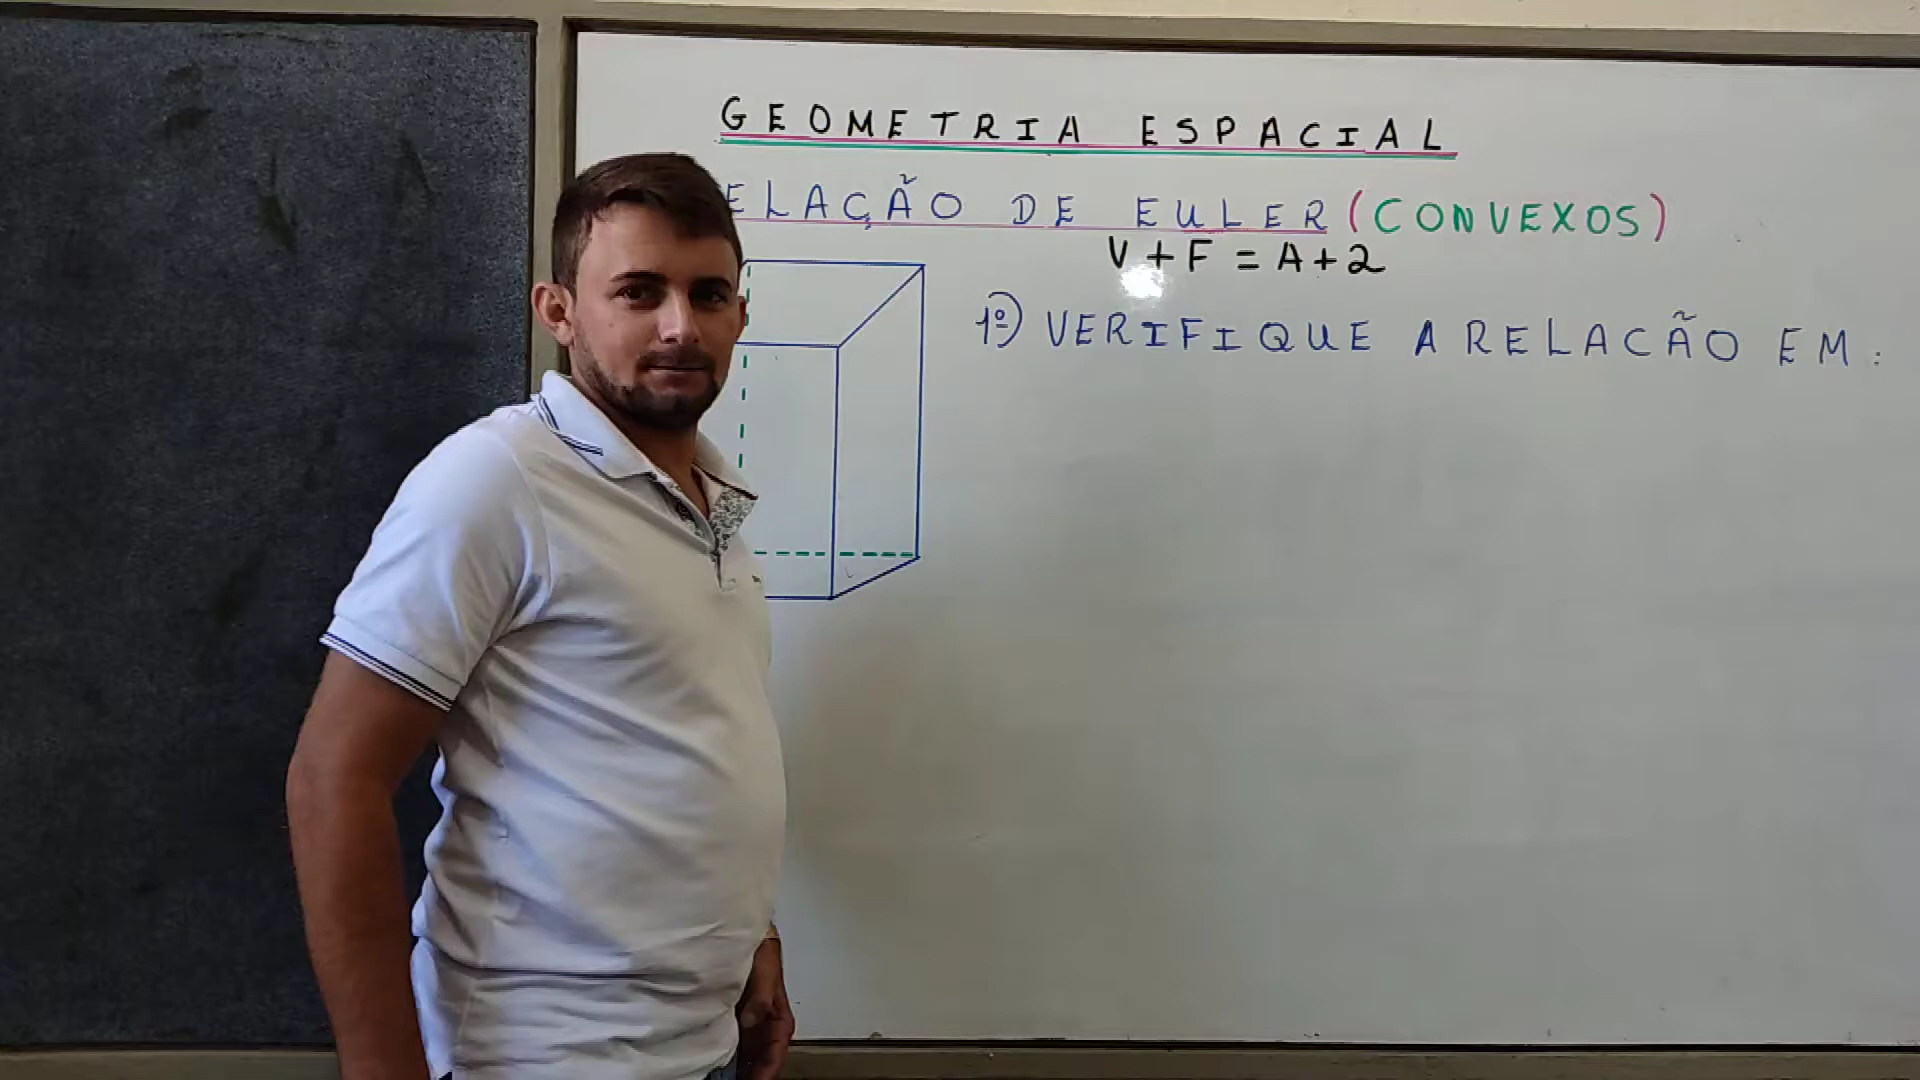 GEOMETRIA ESPACIAL
ELAÇÃO DE EULER (CONVEXOS)
V + F = A + 2
1º) VERIFIQUE A RELACÃO EM: